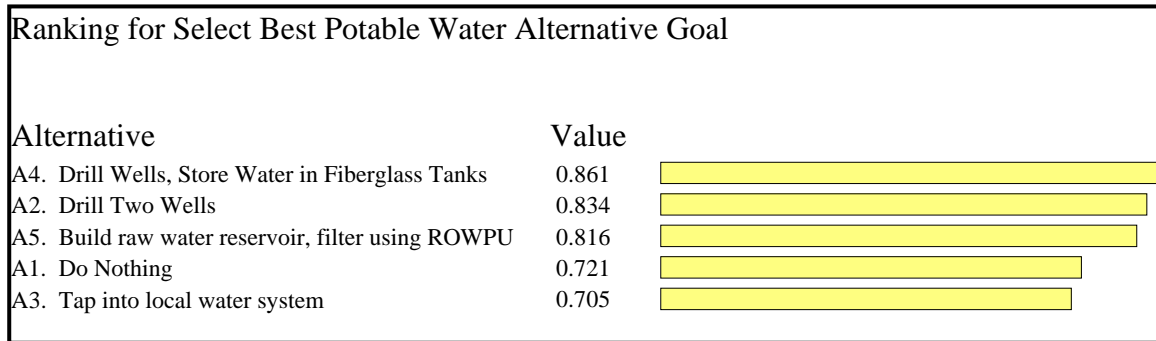 Ranking for Select Best Potable Water Alternative Goal
Alternative Value
A4. Drill Wells, Store Water in Fiberglass Tanks 0.861
A2. Drill Two Wells 0.834
A5. Build raw water reservoir, filter using ROWPU 0.816
A1. Do Nothing 0.721
A3. Tap into local water system 0.705